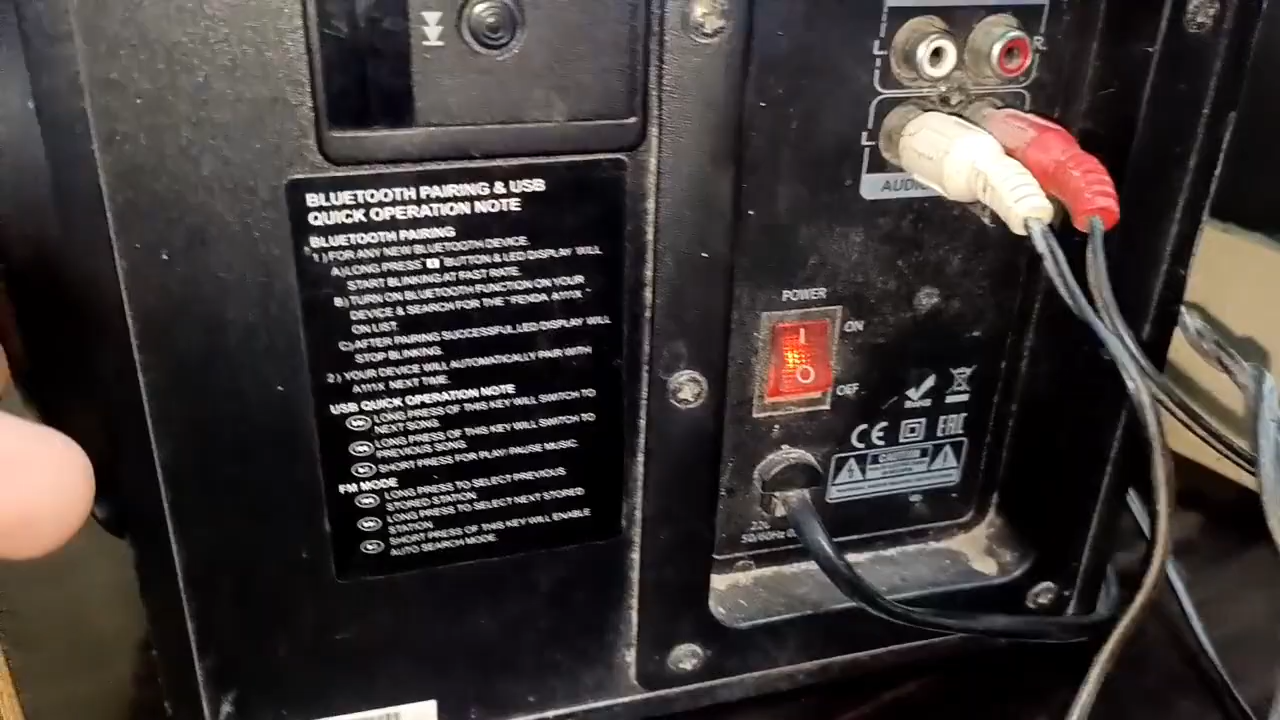 L R
L
AUDIO
BLUETOOTH PAIRING & USB
QUICK OPERATION NOTE
BLUETOOTH PAIRING
1) FOR ANY NEW BLUETOOTH DEVICE.
A) LONG PRESS BUTTON & LED DISPLAY WILL
START BLINKING AT FAST RATE.
B) TURN ON BLUETOOTH FUNCTION ON YOUR
DEVICE & SEARCH FOR THE "FENDA A111X"
ON LIST.
C) AFTER PAIRING SUCCESSFUL, LED DISPLAY WILL
STOP BLINKING.
2) YOUR DEVICE WILL AUTOMATICALLY PAIR WITH
A111X NEXT TIME.
USB QUICK OPERATION NOTE
LONG PRESS OF THIS KEY WILL SWITCH TO
NEXT SONG.
LONG PRESS OF THIS KEY WILL SWITCH TO
PREVIOUS SONG.
SHORT PRESS FOR PLAY/ PAUSE MUSIC
FM MODE
LONG PRESS TO SELECT PREVIOUS
STORED STATION.
LONG PRESS TO SELECT NEXT STORED
STATION
SHORT PRESS OF THIS KEY WILL ENABLE
AUTO SEARCH MODE.
POWER
ON
I
O
OFF
CE EAC
CAUTION
50/60Hz